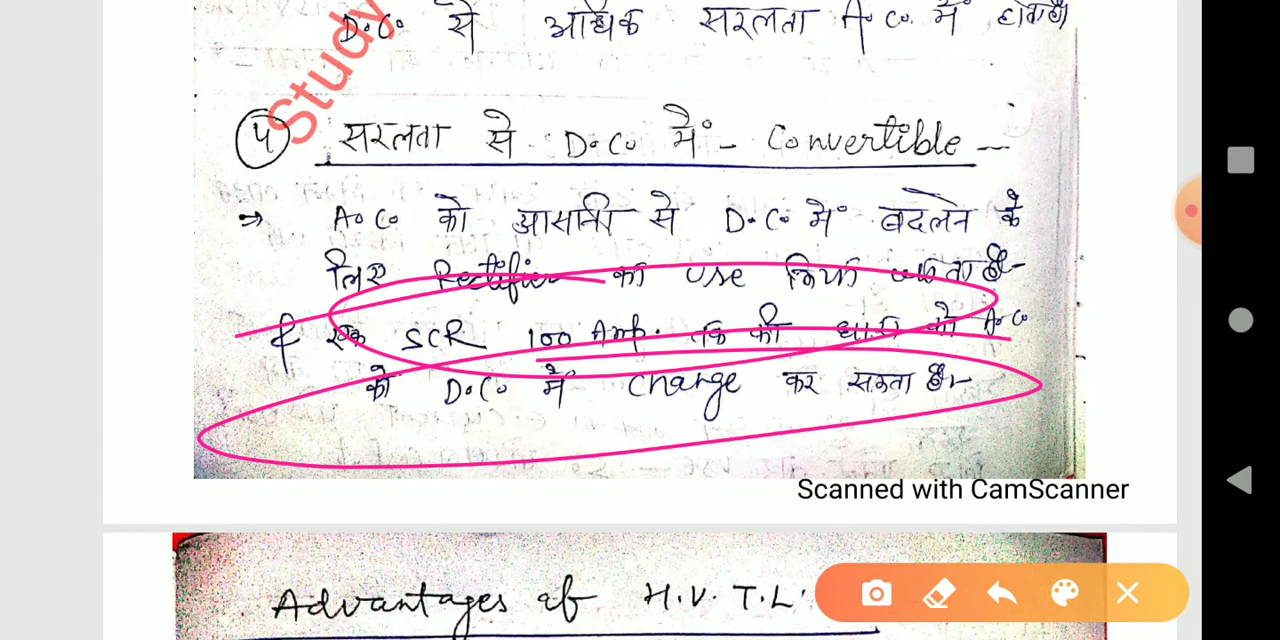 D.C. से अधिक सरलता A.C. में होता है।
Study
५ सरलता से D.C. में - Convertible -
⇒ A.C. को आसानी से D.C. में बदलने के
लिए Rectifier का use किया जाता है -
एक SCR 100 Amp. तक की धारा को A.C.
को D.C. में change कर सकता है -
Scanned with CamScanner
Advantages of H.V.T.L.